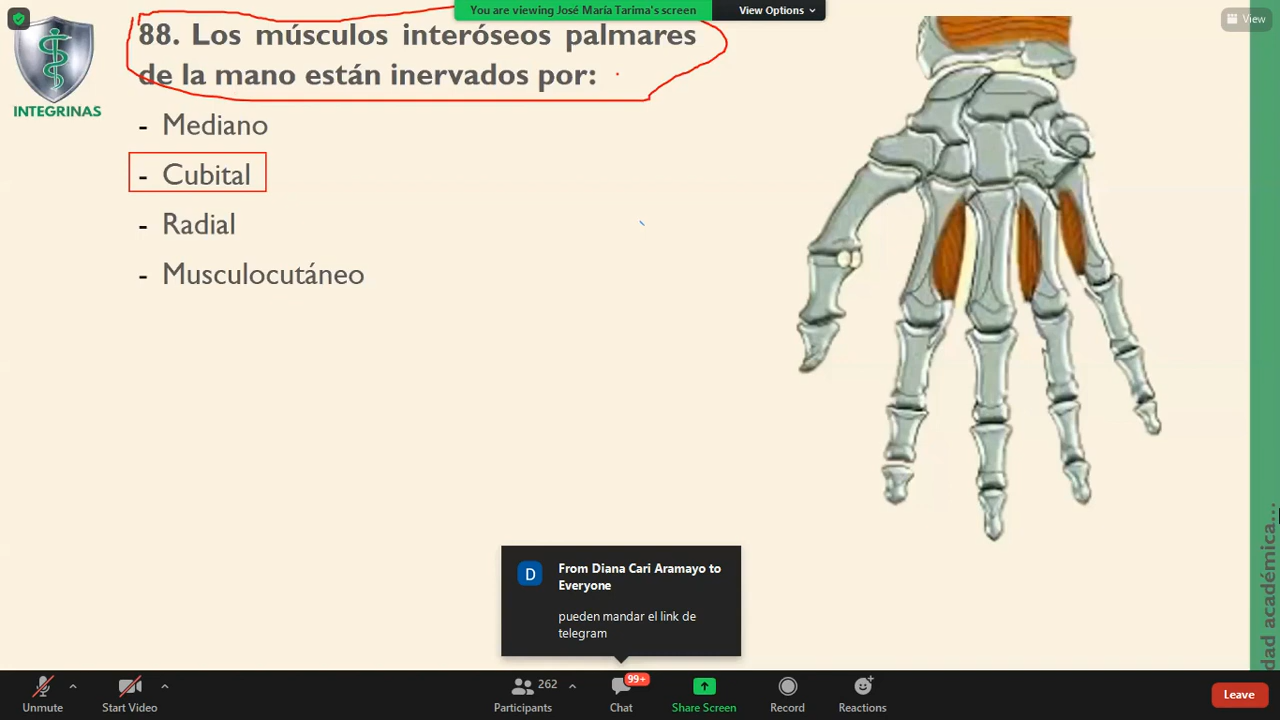 You are viewing José María Tarima's screen
View Options
View
INTEGRINAS
88. Los músculos interóseos palmares
de la mano están inervados por:
- Mediano
- Cubital
- Radial
- Musculocutáneo
dad académica...
D
From Diana Cari Aramayo to
Everyone
pueden mandar el link de
telegram
Unmute
Start Video
262
Participants
99+
Chat
Share Screen
Record
Reactions
Leave